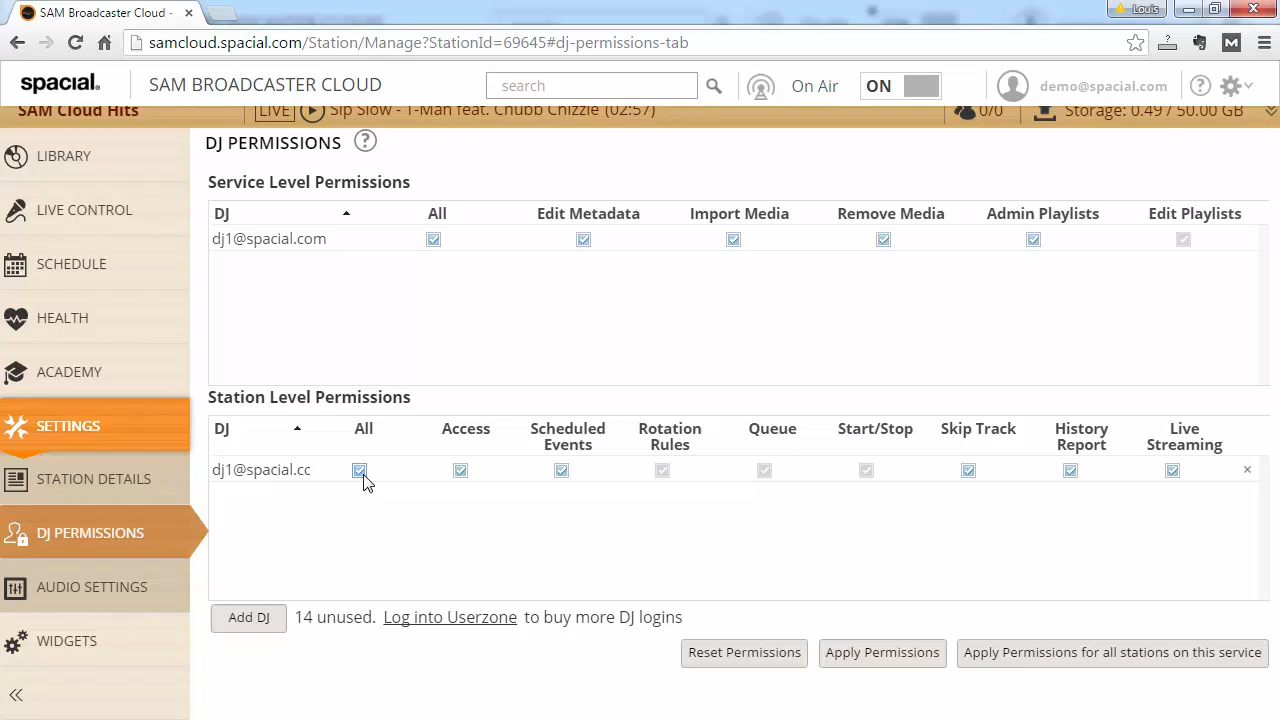 SAM Broadcaster Cloud -
Louis
samcloud.spacial.com/Station/Manage?StationId=69645#dj-permissions-tab
spacial.
SAM BROADCASTER CLOUD
search
On Air
ON
demo@spacial.com
SAM Cloud Hits
LIVE
Sip Slow - T-Man feat. Chubb Chizzle (02:57)
0/0
Storage: 0.49 / 50.00 GB
LIBRARY
LIVE CONTROL
SCHEDULE
HEALTH
ACADEMY
SETTINGS
STATION DETAILS
DJ PERMISSIONS
AUDIO SETTINGS
WIDGETS
DJ PERMISSIONS ?
Service Level Permissions
DJ All Edit Metadata Import Media Remove Media Admin Playlists Edit Playlists
dj1@spacial.com
Station Level Permissions
DJ All Access Scheduled Events Rotation Rules Queue Start/Stop Skip Track History Report Live Streaming
dj1@spacial.cc
Add DJ 14 unused. Log into Userzone to buy more DJ logins
Reset Permissions Apply Permissions Apply Permissions for all stations on this service